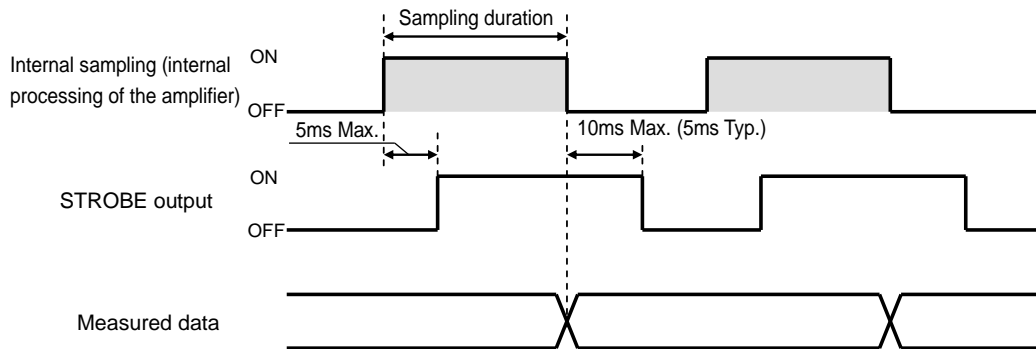 Sampling duration
Internal sampling (internal
processing of the amplifier)
ON
OFF
5ms Max.
10ms Max. (5ms Typ.)
STROBE output
ON
OFF
Measured data